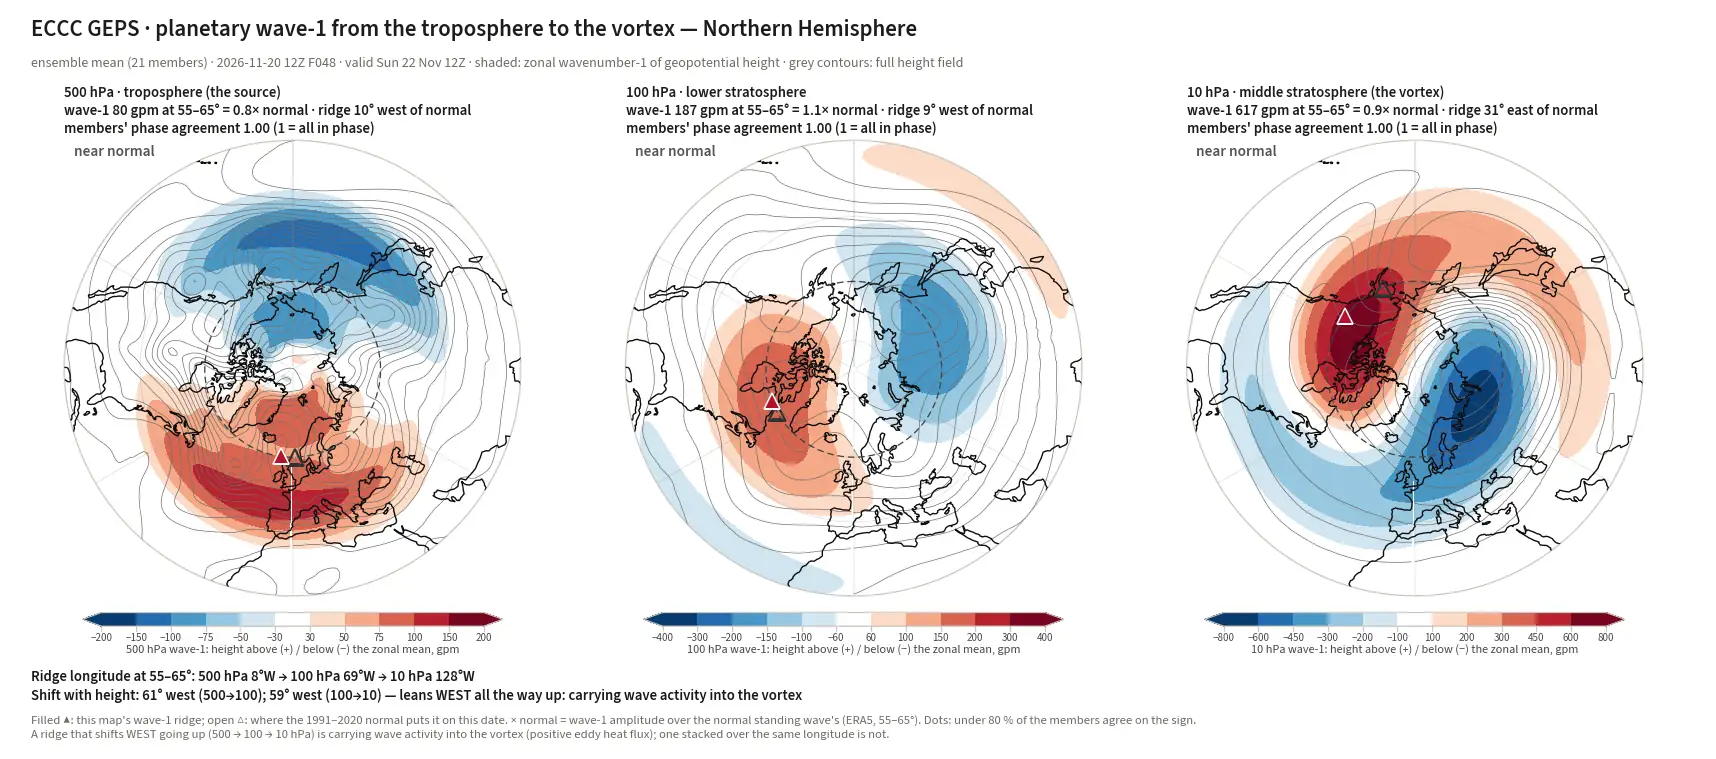 ECCC GEPS · planetary wave-1 from the troposphere to the vortex — Northern Hemisphere
ensemble mean (21 members) · 2026-11-20 12Z F048 · valid Sun 22 Nov 12Z · shaded: zonal wavenumber-1 of geopotential height · grey contours: full height field
500 hPa · troposphere (the source)
wave-1 80 gpm at 55–65° = 0.8× normal · ridge 10° west of normal
members' phase agreement 1.00 (1 = all in phase)
near normal
100 hPa · lower stratosphere
wave-1 187 gpm at 55–65° = 1.1× normal · ridge 9° west of normal
members' phase agreement 1.00 (1 = all in phase)
near normal
10 hPa · middle stratosphere (the vortex)
wave-1 617 gpm at 55–65° = 0.9× normal · ridge 31° east of normal
members' phase agreement 1.00 (1 = all in phase)
near normal
−200 −150 −100 −75 −50 −30 30 50 75 100 150 200
500 hPa wave-1: height above (+) / below (−) the zonal mean, gpm
−400 −300 −200 −150 −100 −60 60 100 150 200 300 400
100 hPa wave-1: height above (+) / below (−) the zonal mean, gpm
−800 −600 −450 −300 −200 −100 100 200 300 450 600 800
10 hPa wave-1: height above (+) / below (−) the zonal mean, gpm
Ridge longitude at 55–65°: 500 hPa 8°W → 100 hPa 69°W → 10 hPa 128°W
Shift with height: 61° west (500→100); 59° west (100→10) — leans WEST all the way up: carrying wave activity into the vortex
Filled ▲: this map's wave-1 ridge; open △: where the 1991–2020 normal puts it on this date. × normal = wave-1 amplitude over the normal standing wave's (ERA5, 55–65°). Dots: under 80 % of the members agree on the sign.
A ridge that shifts WEST going up (500 → 100 → 10 hPa) is carrying wave activity into the vortex (positive eddy heat flux); one stacked over the same longitude is not.